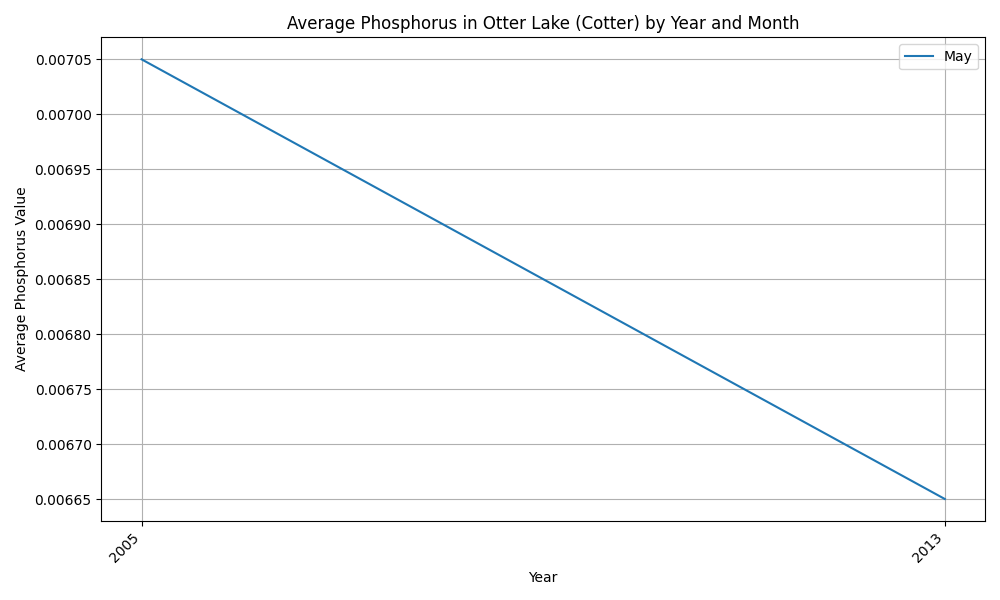 Average Phosphorus in Otter Lake (Cotter) by Year and Month
May
Average Phosphorus Value
0.00705
0.00700
0.00695
0.00690
0.00685
0.00680
0.00675
0.00670
0.00665
2005
2013
Year